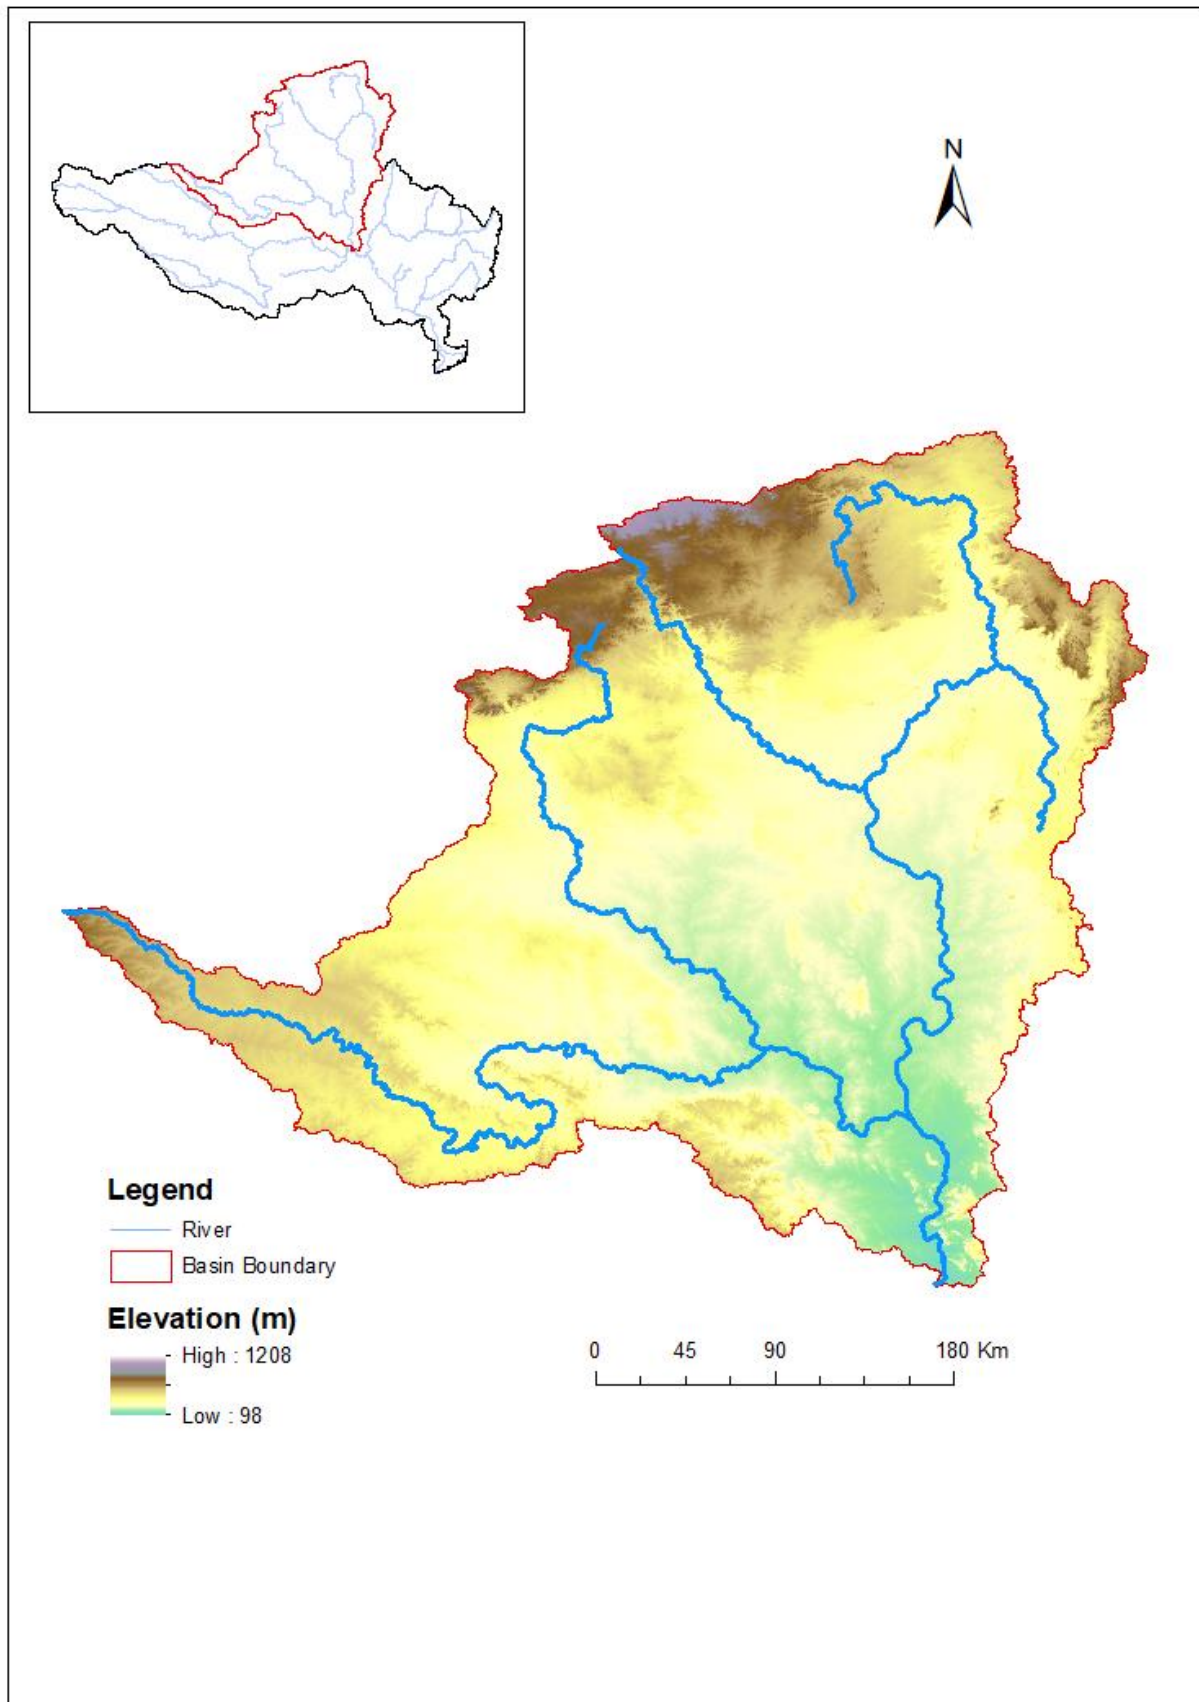 N
Legend
River
Basin Boundary
Elevation (m)
High : 1208
Low : 98
0 45 90 180 Km